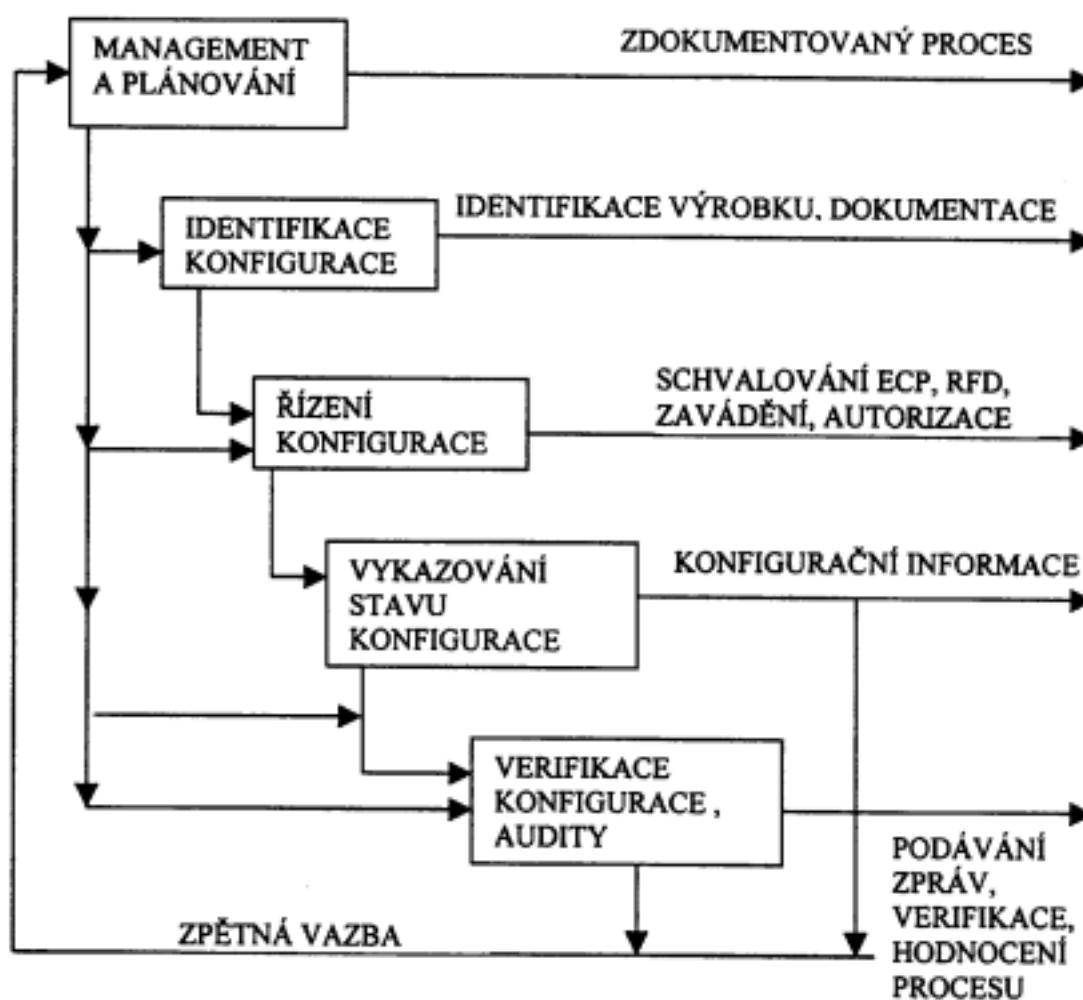 MANAGEMENT
A PLÁNOVÁNÍ
ZDOKUMENTOVANÝ PROCES
IDENTIFIKACE
KONFIGURACE
IDENTIFIKACE VÝROBKU. DOKUMENTACE
ŘÍZENÍ
KONFIGURACE
SCHVALOVÁNÍ ECP, RFD,
ZAVÁDĚNÍ, AUTORIZACE
VYKAZOVÁNÍ
STAVU
KONFIGURACE
KONFIGURAČNÍ INFORMACE
VERIFIKACE
KONFIGURACE ,
AUDITY
PODÁVÁNÍ
ZPRÁV,
VERIFIKACE,
HODNOCENÍ
PROCESU
ZPĚTNÁ VAZBA